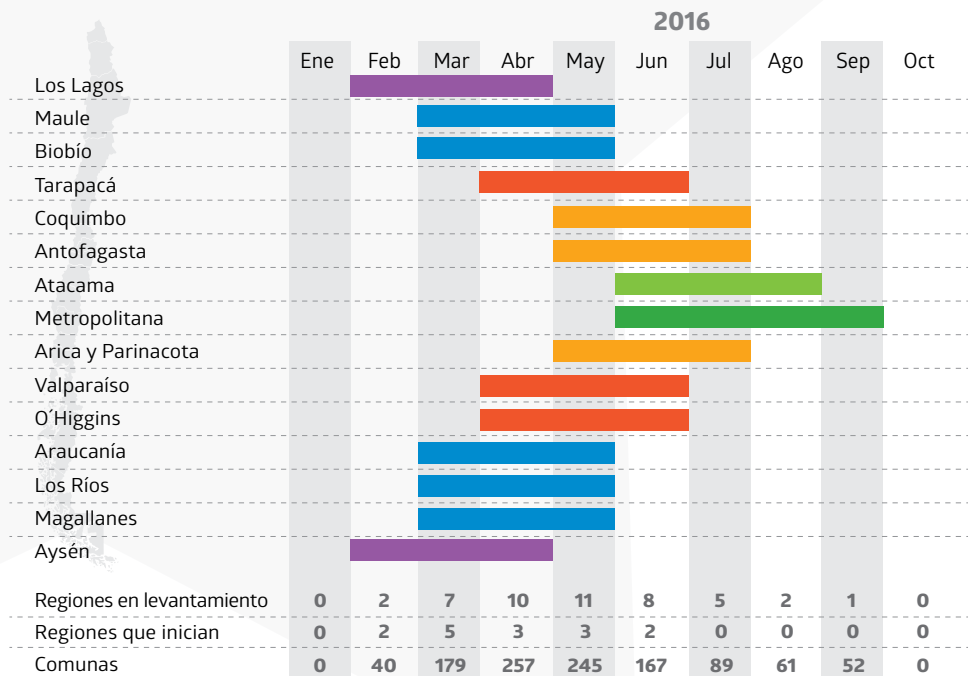 2016
Ene Feb Mar Abr May Jun Jul Ago Sep Oct
Los Lagos
Maule
Biobío
Tarapacá
Coquimbo
Antofagasta
Atacama
Metropolitana
Arica y Parinacota
Valparaíso
O´Higgins
Araucanía
Los Ríos
Magallanes
Aysén
Regiones en levantamiento 0 2 7 10 11 8 5 2 1 0
Regiones que inician 0 2 5 3 3 2 0 0 0 0
Comunas 0 40 179 257 245 167 89 61 52 0